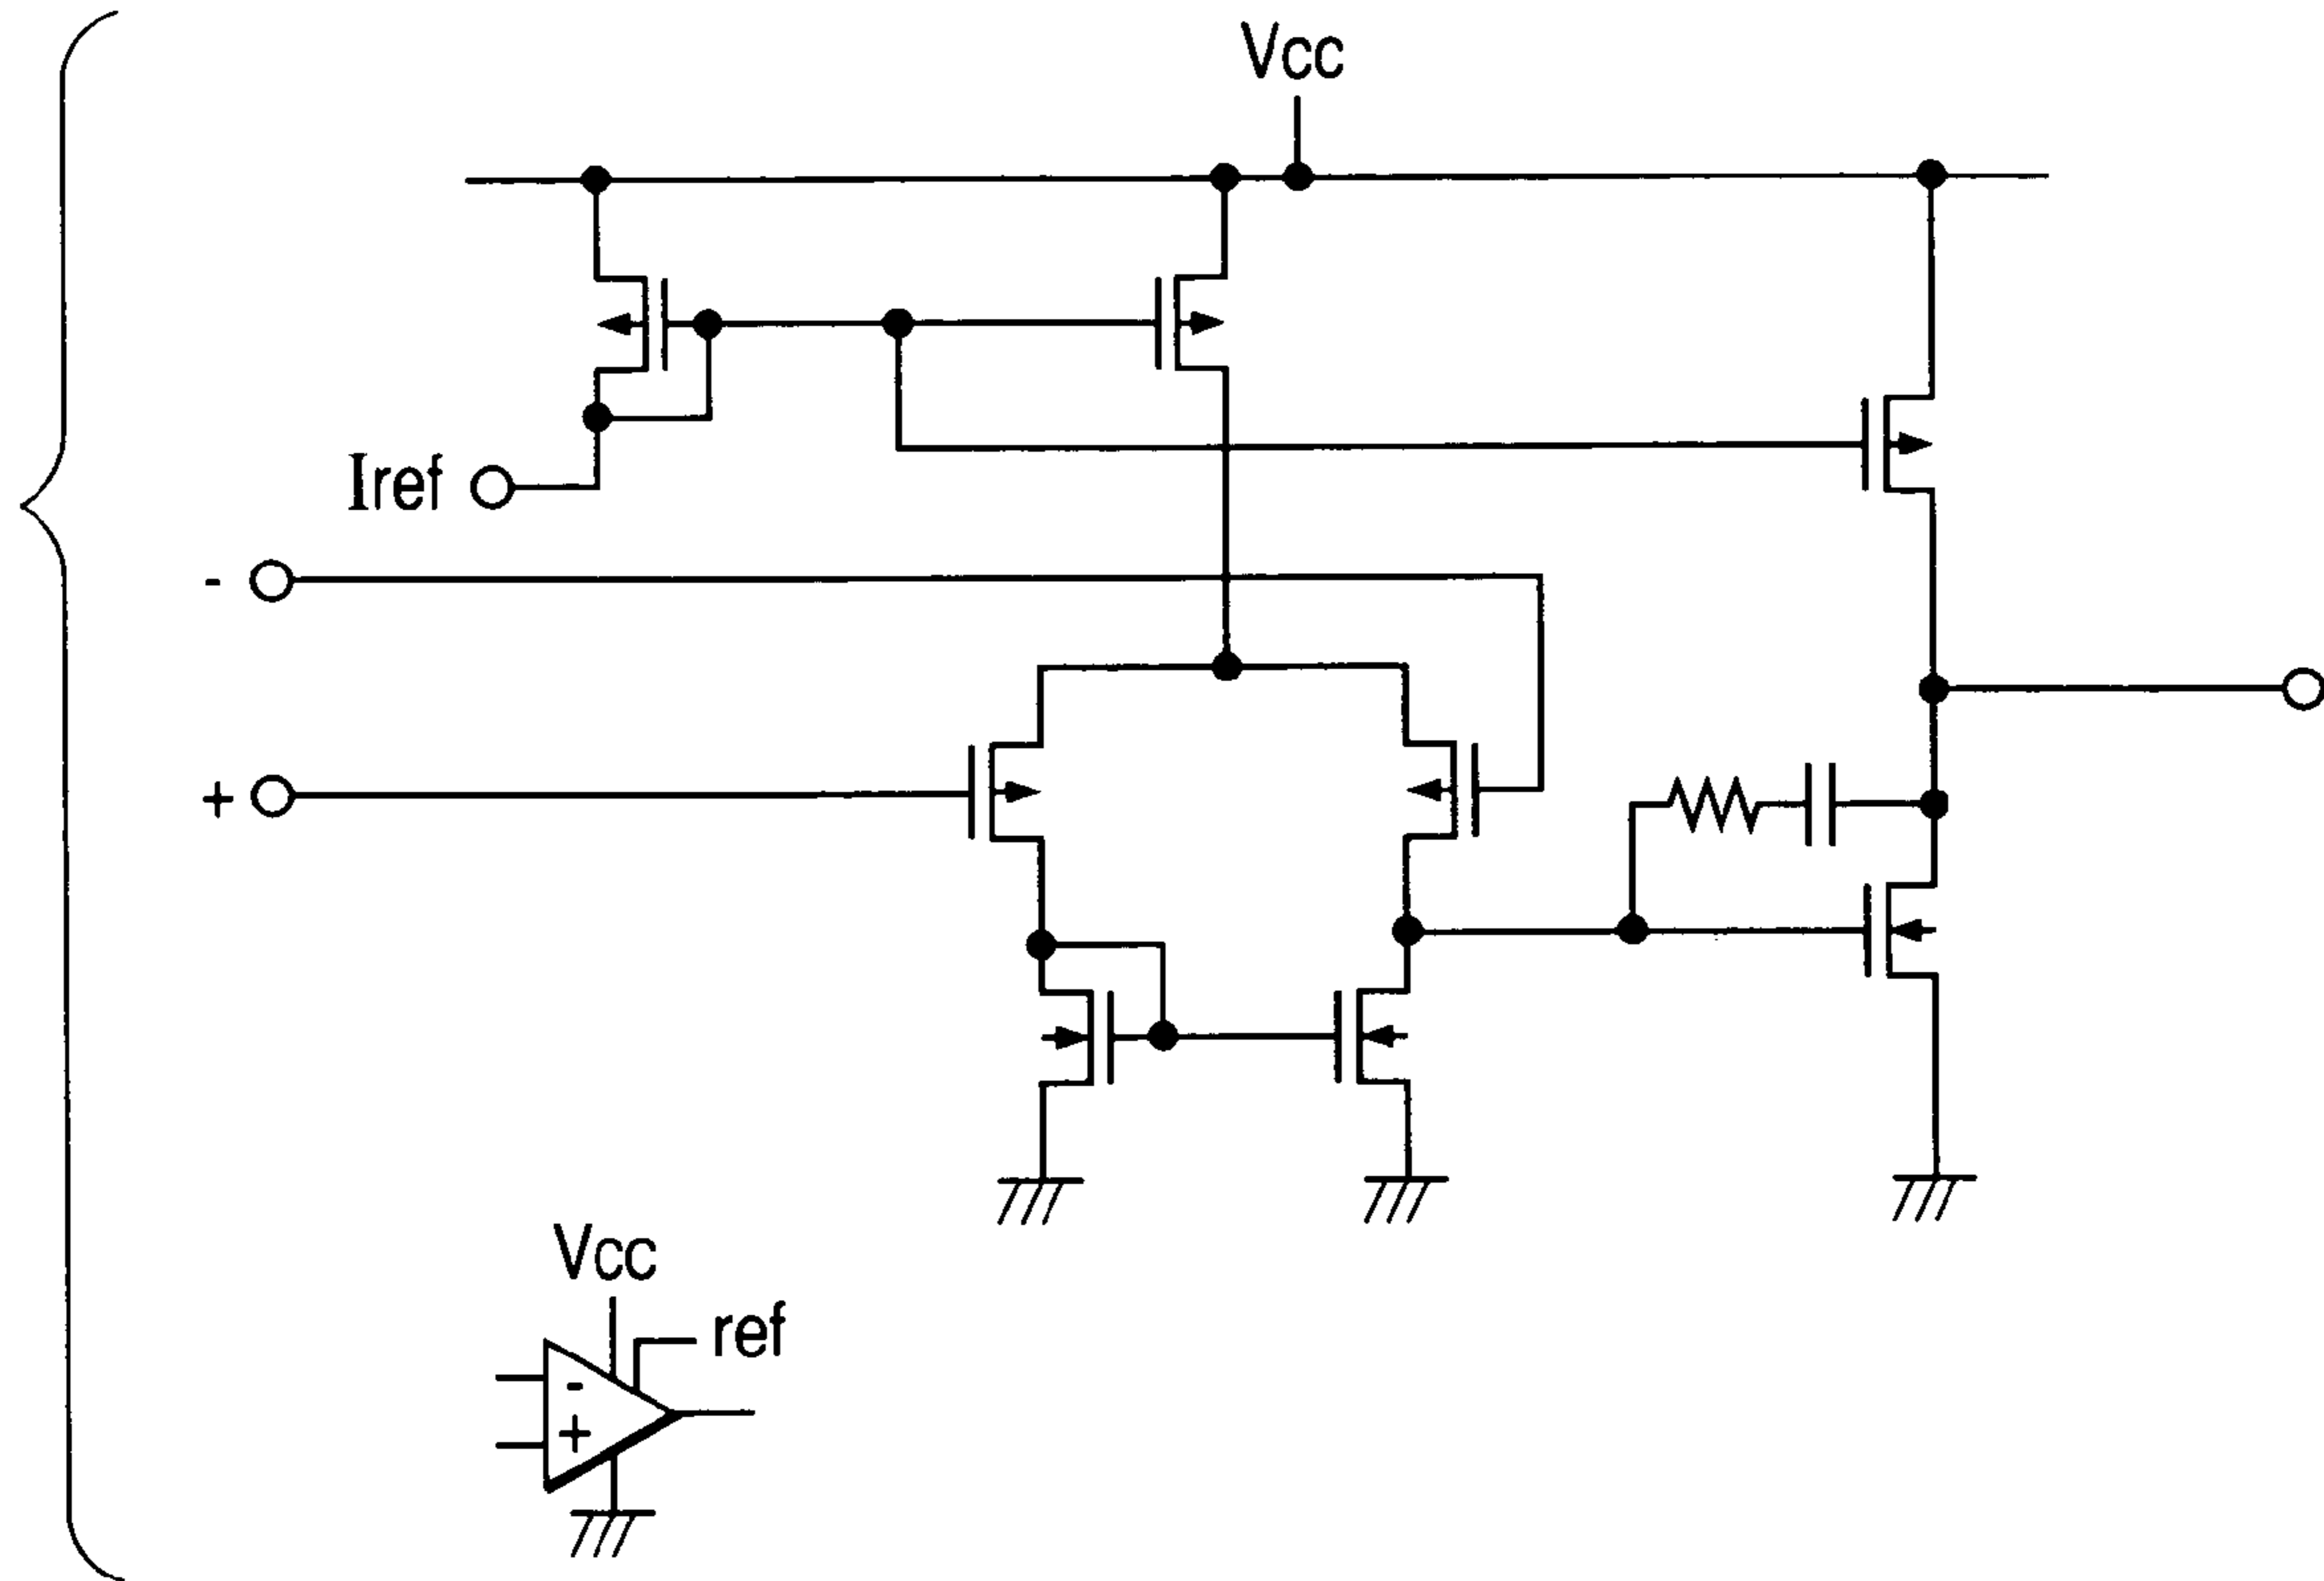 Vcc
Iref
-
+
Vcc
ref
-
+